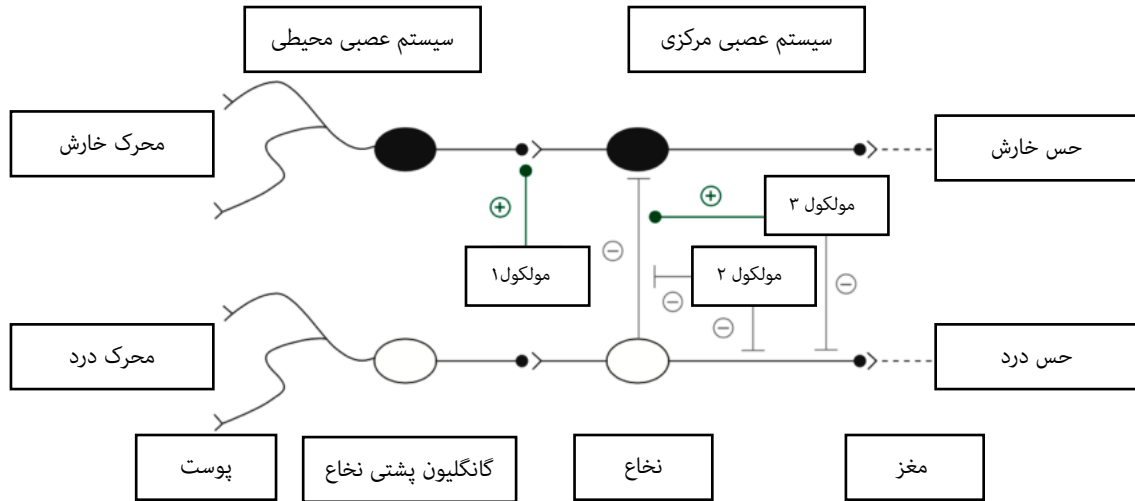 سیستم عصبی مرکزی
سیستم عصبی محیطی
حس خارش
محرک خارش
مولکول ۳
+
+
مولکول ۲
مولکول۱
−
−
−
−
حس درد
محرک درد
مغز
نخاع
گانگلیون پشتی نخاع
پوست